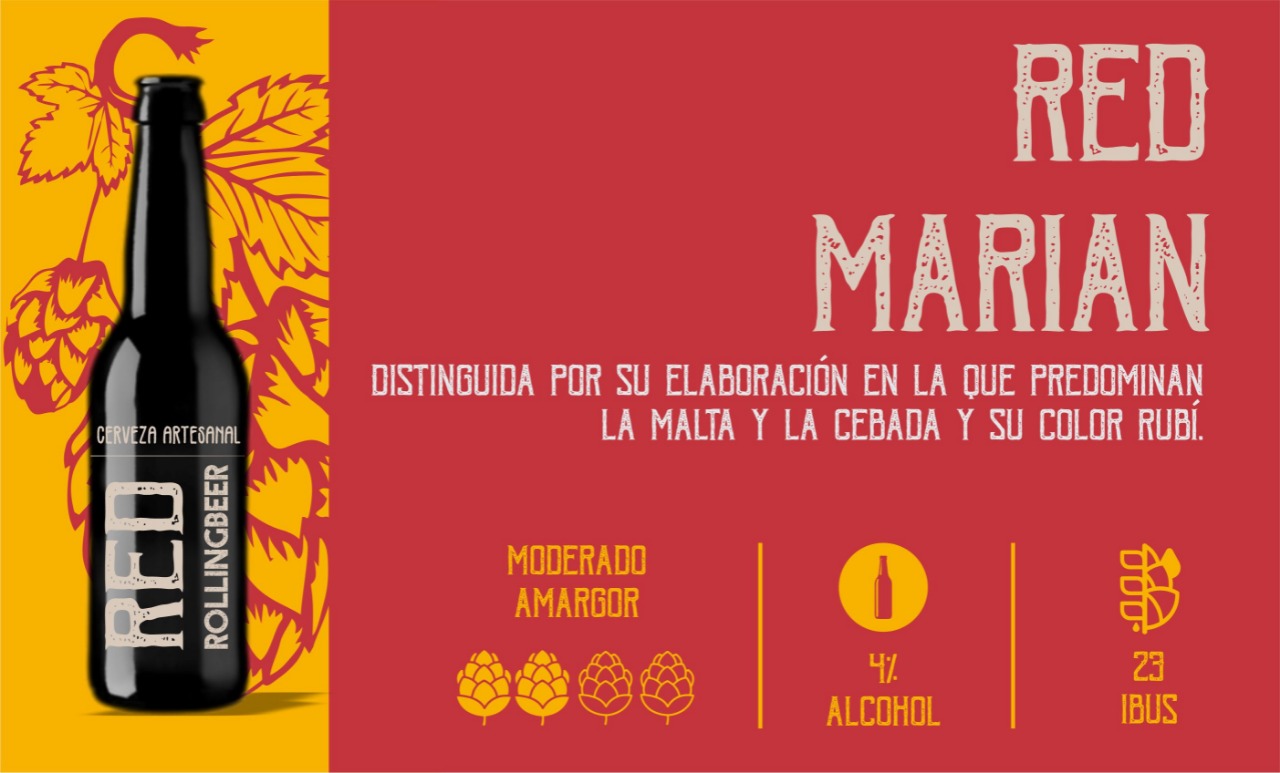 RED
MARIAN
DISTINGUIDA POR SU ELABORACIÓN EN LA QUE PREDOMINAN
LA MALTA Y LA CEBADA Y SU COLOR RUBÍ.
CERVEZA ARTESANAL
RED
ROLLINGBEER
MODERADO
AMARGOR
4%
ALCOHOL
23
IBUS